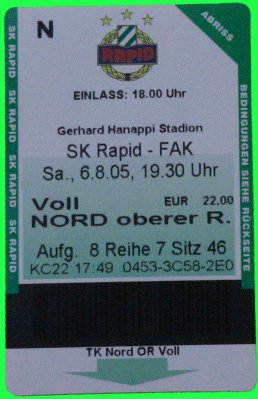 N
ABRISS
RAPID
EINLASS: 18.00 Uhr
Gerhard Hanappi Stadion
SK Rapid - FAK
Sa., 6.8.05, 19.30 Uhr
Voll EUR 22,00
NORD oberer R.
Aufg. 8 Reihe 7 Sitz 46
KC22 17:49 0453-3C58-2E0
TK Nord OR Voll
SK RAPID SK RAPID SK RAPID SK RAPID
BEDINGUNGEN SIEHE RÜCKSEITE